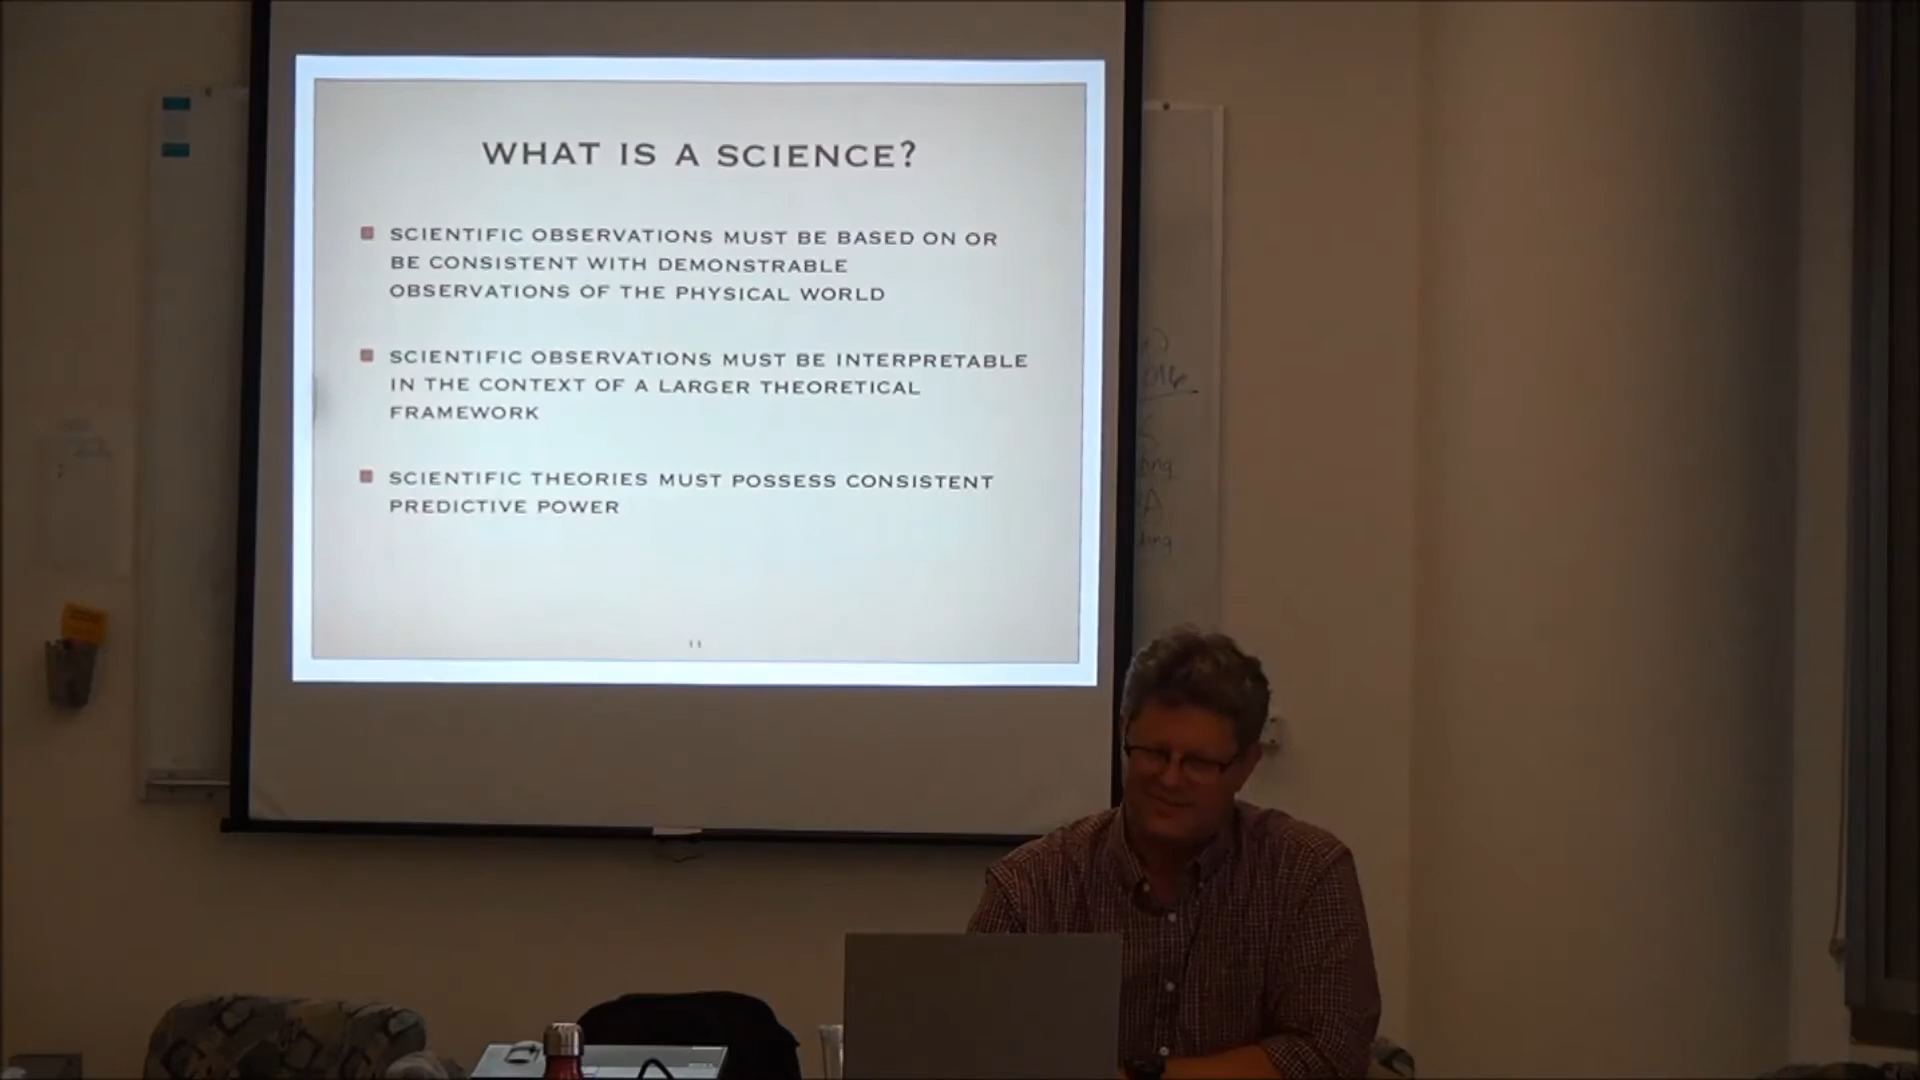 WHAT IS A SCIENCE?
SCIENTIFIC OBSERVATIONS MUST BE BASED ON OR
BE CONSISTENT WITH DEMONSTRABLE
OBSERVATIONS OF THE PHYSICAL WORLD
SCIENTIFIC OBSERVATIONS MUST BE INTERPRETABLE
IN THE CONTEXT OF A LARGER THEORETICAL
FRAMEWORK
SCIENTIFIC THEORIES MUST POSSESS CONSISTENT
PREDICTIVE POWER
11